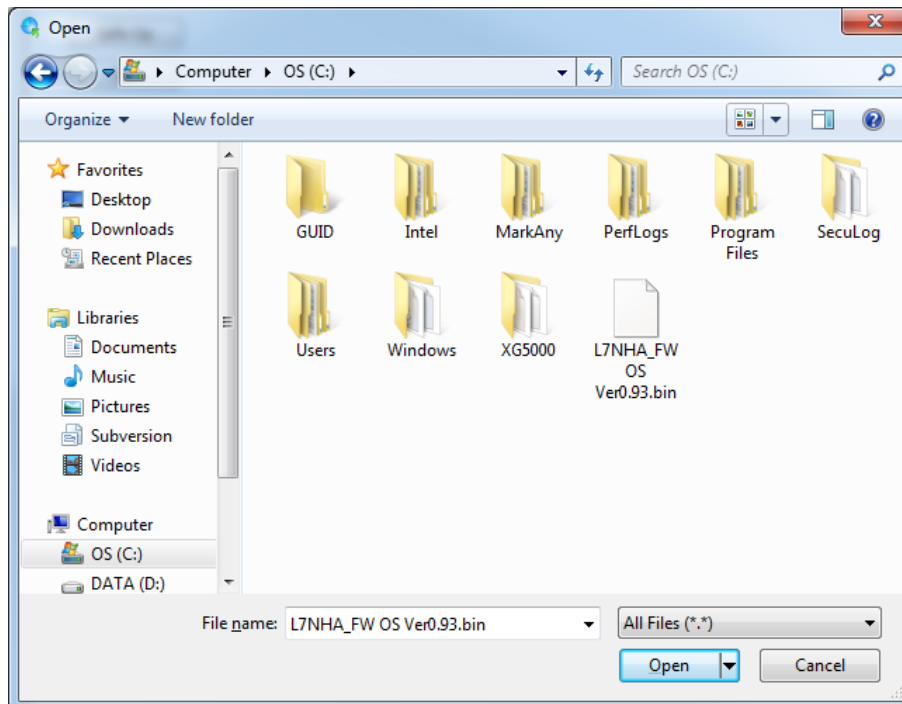 Open
Computer
OS (C:)
Search OS (C:)
Organize
New folder
Favorites
Desktop
Downloads
Recent Places
Libraries
Documents
Music
Pictures
Subversion
Videos
Computer
OS (C:)
DATA (D:)
GUID
Intel
MarkAny
PerfLogs
Program
Files
SecuLog
Users
Windows
XG5000
L7NHA_FW
OS
Ver0.93.bin
File name:
L7NHA_FW OS Ver0.93.bin
All Files (*.*)
Open
Cancel